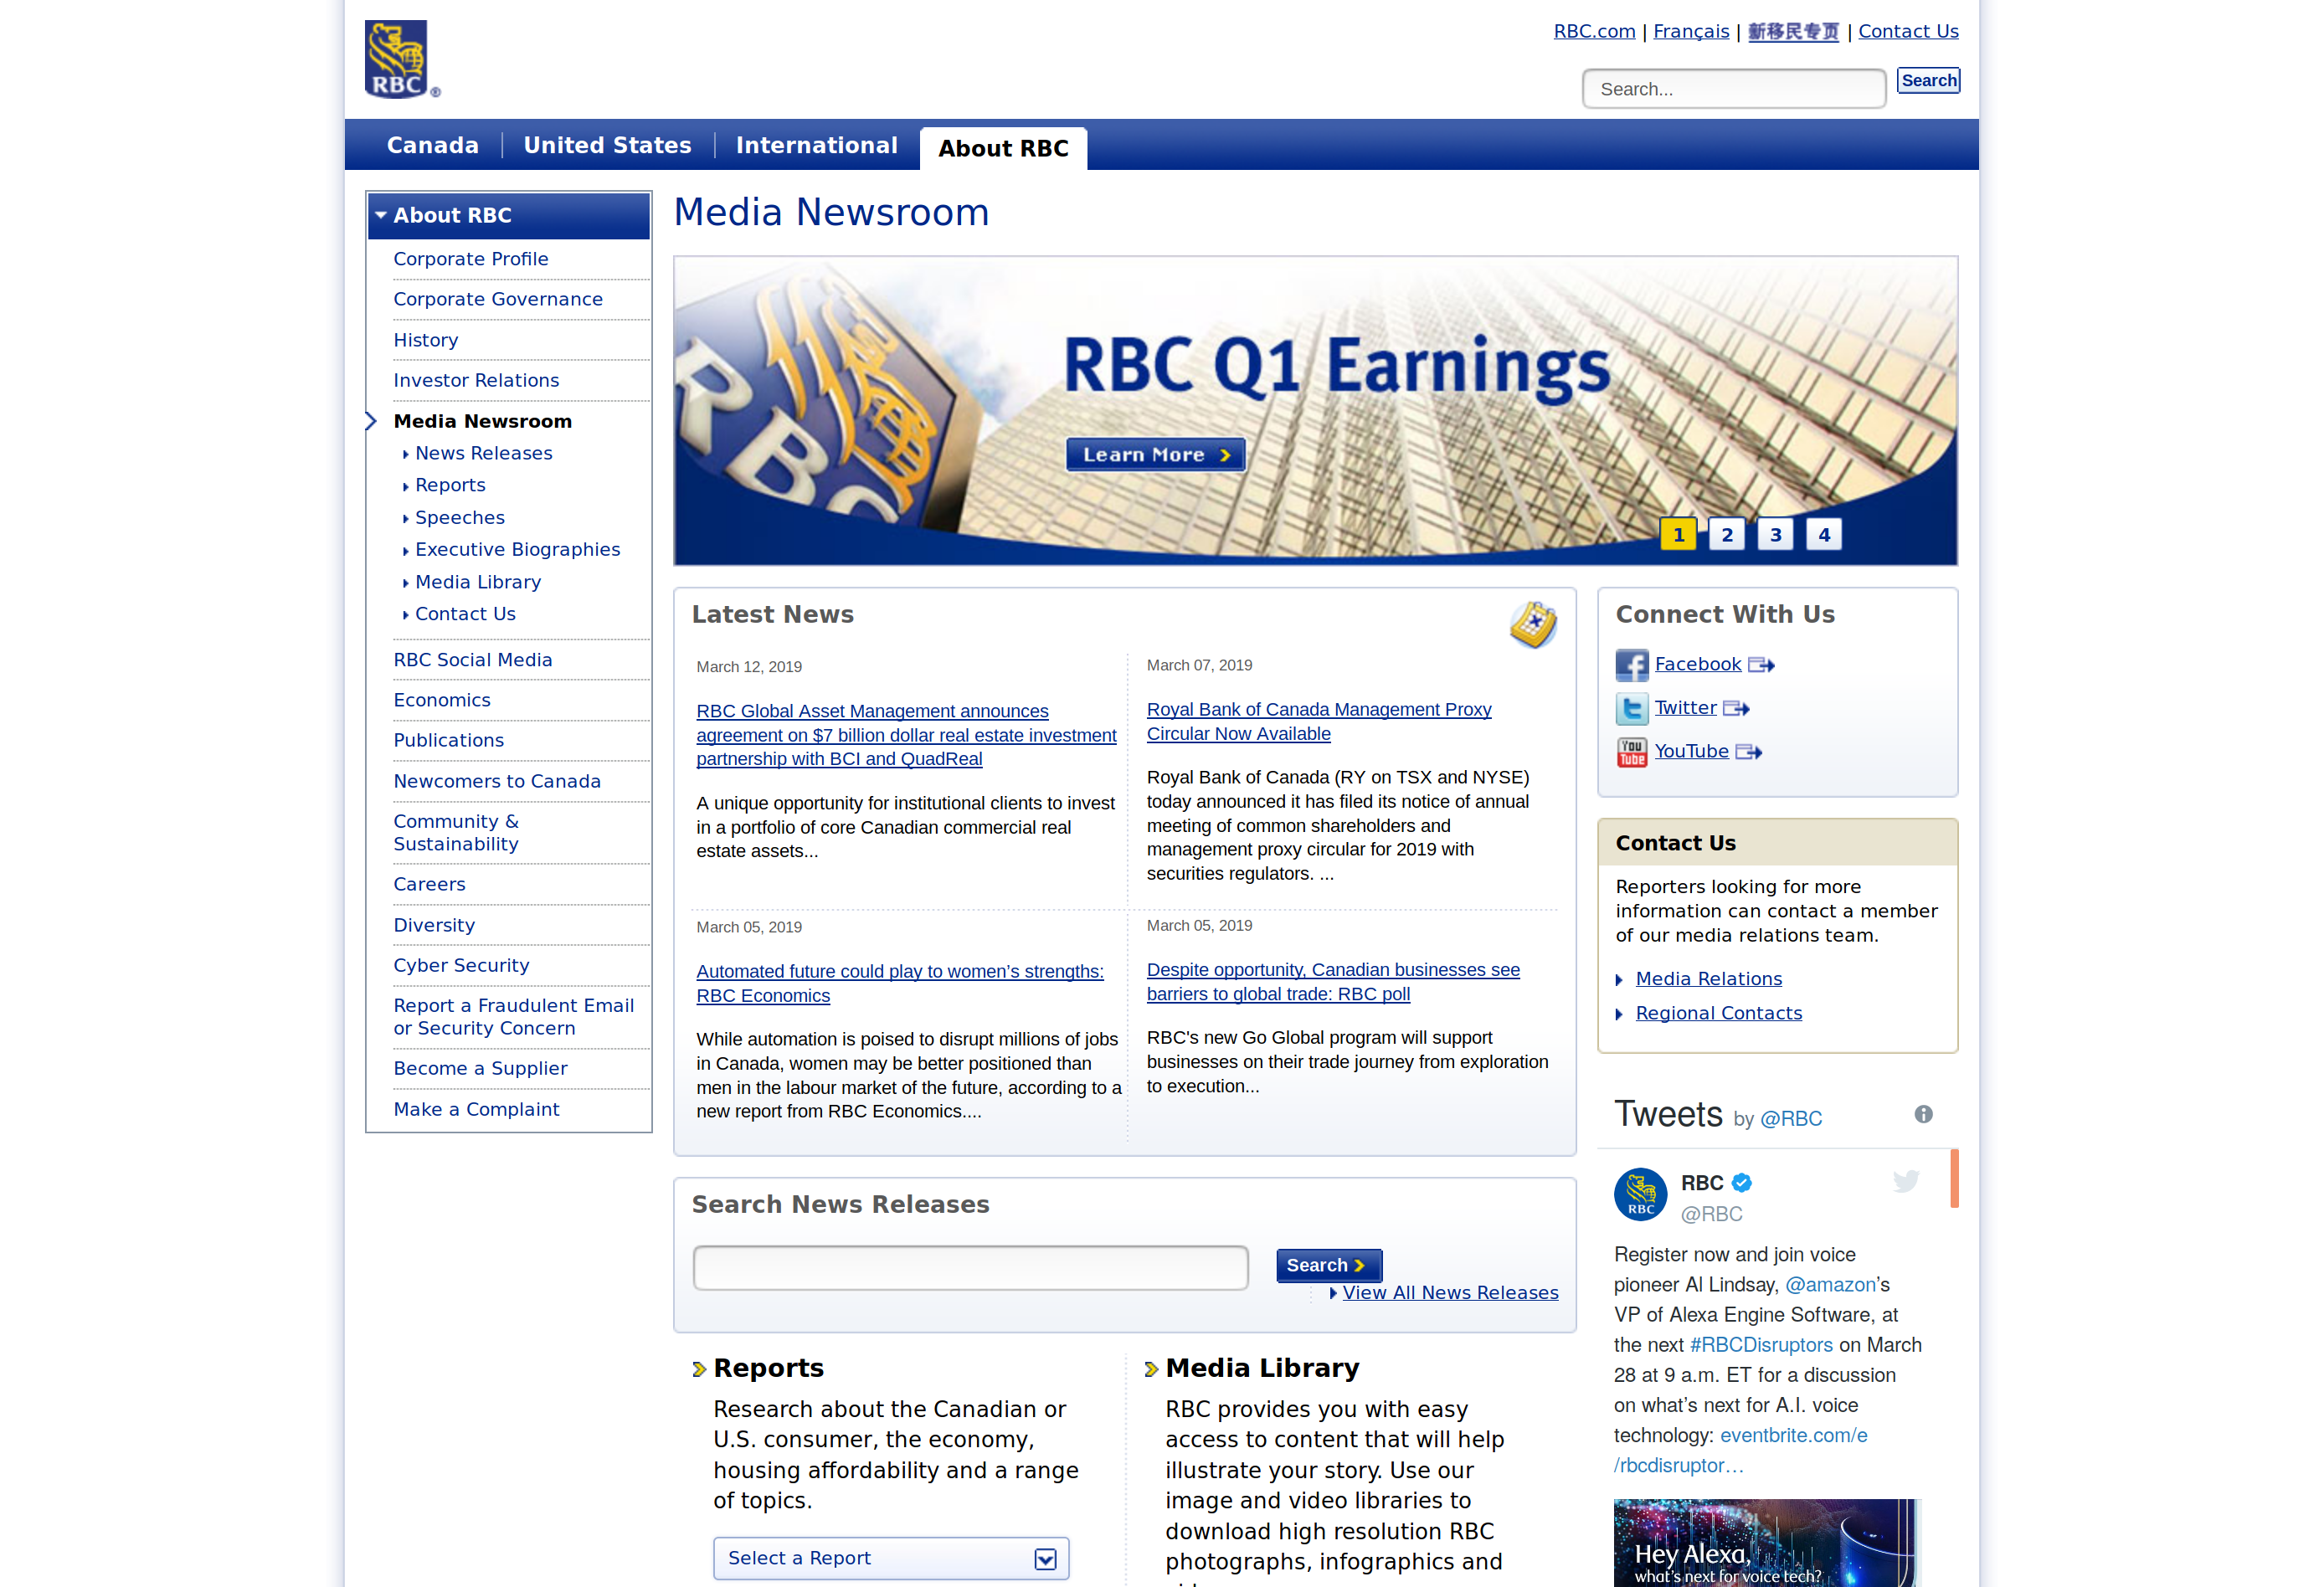 RBC
®
RBC.com | Français | 新移民专页 | Contact Us
Search...
Search
Canada
United States
International
About RBC
About RBC
Corporate Profile
Corporate Governance
History
Investor Relations
Media Newsroom
News Releases
Reports
Speeches
Executive Biographies
Media Library
Contact Us
RBC Social Media
Economics
Publications
Newcomers to Canada
Community &
Sustainability
Careers
Diversity
Cyber Security
Report a Fraudulent Email
or Security Concern
Become a Supplier
Make a Complaint
Media Newsroom
RBC
RBC Q1 Earnings
Learn More
1 2 3 4
Latest News
March 12, 2019
RBC Global Asset Management announces
agreement on $7 billion dollar real estate investment
partnership with BCI and QuadReal
A unique opportunity for institutional clients to invest
in a portfolio of core Canadian commercial real
estate assets...
March 07, 2019
Royal Bank of Canada Management Proxy
Circular Now Available
Royal Bank of Canada (RY on TSX and NYSE)
today announced it has filed its notice of annual
meeting of common shareholders and
management proxy circular for 2019 with
securities regulators. ...
March 05, 2019
Automated future could play to women’s strengths:
RBC Economics
While automation is poised to disrupt millions of jobs
in Canada, women may be better positioned than
men in the labour market of the future, according to a
new report from RBC Economics....
March 05, 2019
Despite opportunity, Canadian businesses see
barriers to global trade: RBC poll
RBC's new Go Global program will support
businesses on their trade journey from exploration
to execution...
Search News Releases
Search
View All News Releases
Reports
Research about the Canadian or
U.S. consumer, the economy,
housing affordability and a range
of topics.
Select a Report
Media Library
RBC provides you with easy
access to content that will help
illustrate your story. Use our
image and video libraries to
download high resolution RBC
photographs, infographics and
Connect With Us
Facebook
Twitter
You Tube YouTube
Contact Us
Reporters looking for more
information can contact a member
of our media relations team.
Media Relations
Regional Contacts
Tweets by @RBC
RBC
RBC
@RBC
Register now and join voice
pioneer Al Lindsay, @amazon’s
VP of Alexa Engine Software, at
the next #RBCDisruptors on March
28 at 9 a.m. ET for a discussion
on what’s next for A.I. voice
technology: eventbrite.com/e
/rbcdisruptor…
Hey Alexa,
what's next for voice tech?